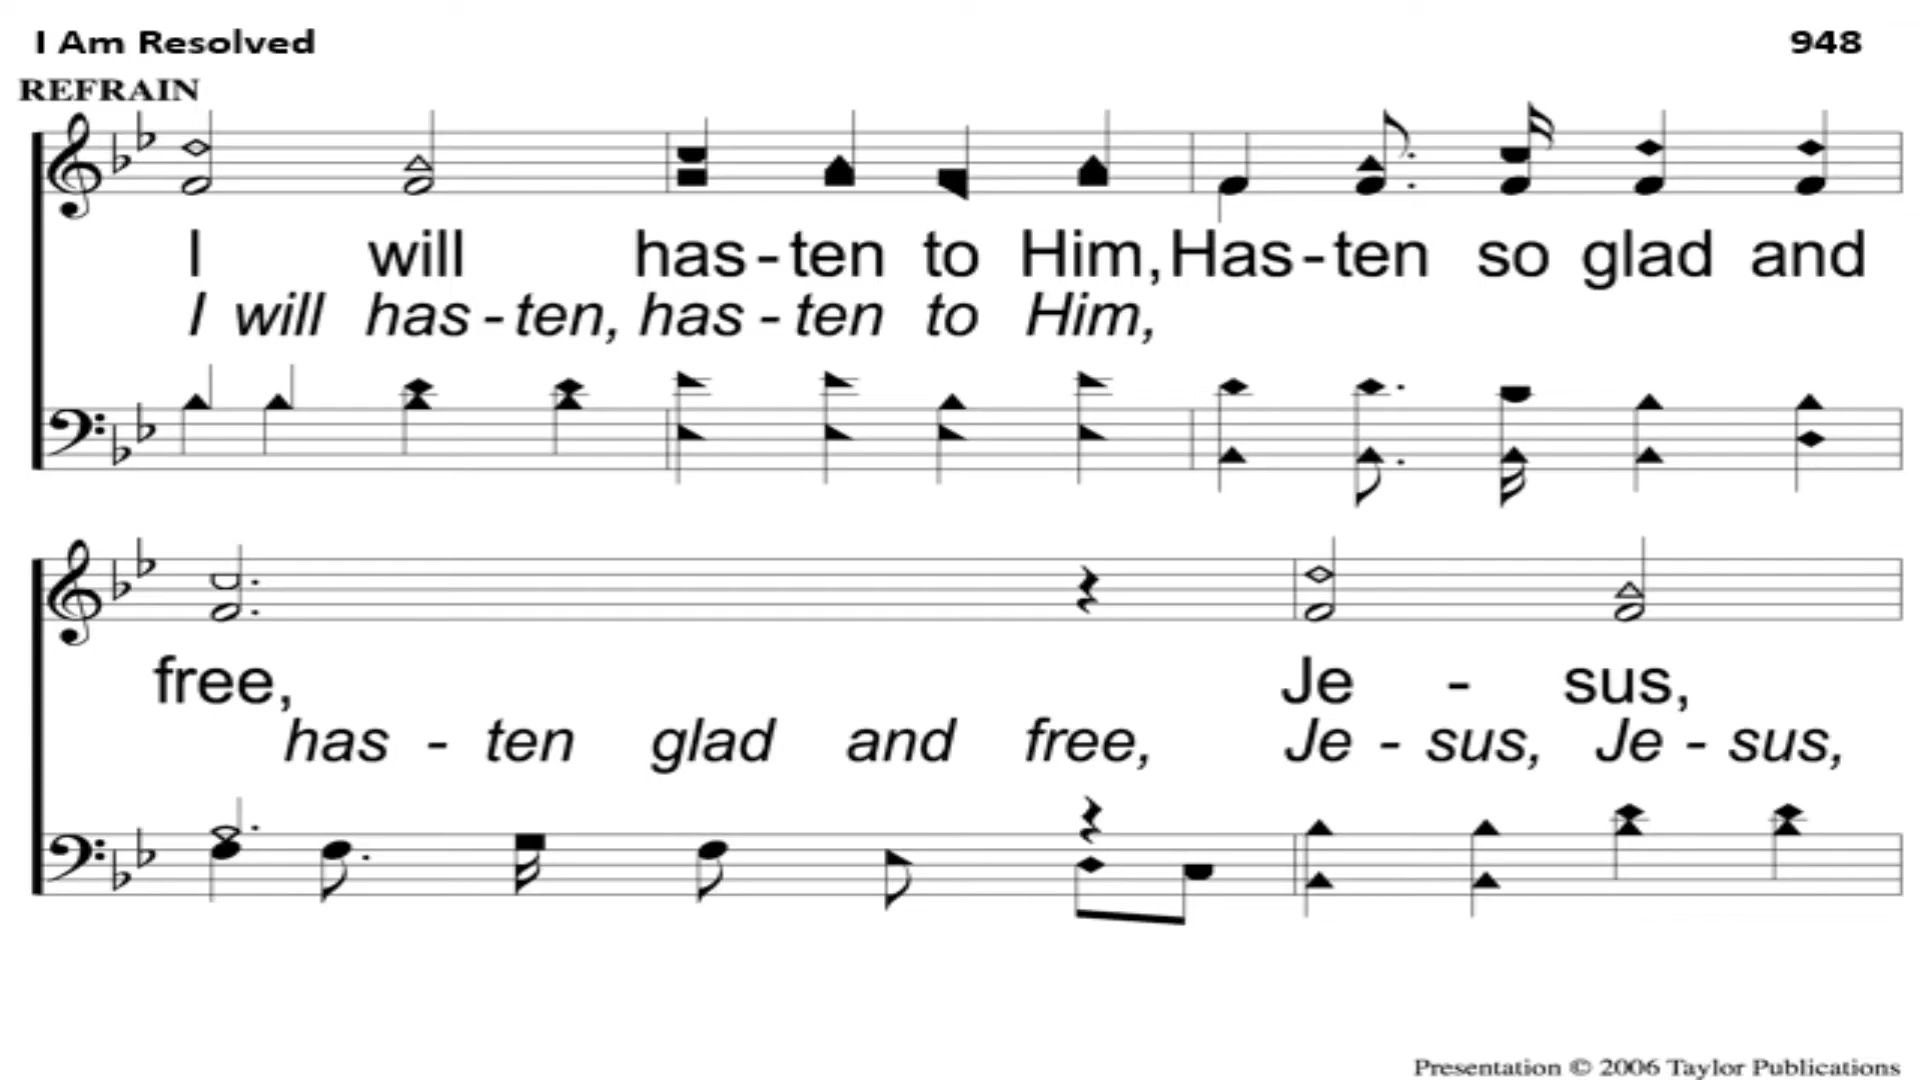 I Am Resolved 948
REFRAIN
I will has-ten to Him, Has-ten so glad and
I will has-ten, has-ten to Him,
free, Je - sus,
has - ten glad and free, Je - sus, Je - sus,
Presentation © 2006 Taylor Publications